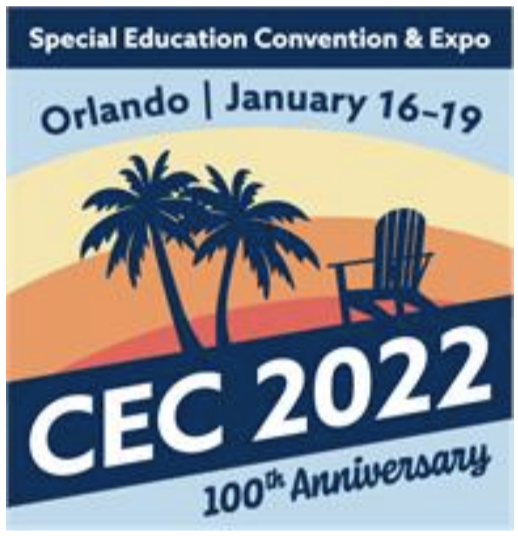 Special Education Convention & Expo
Orlando | January 16–19
CEC 2022
100th Anniversary